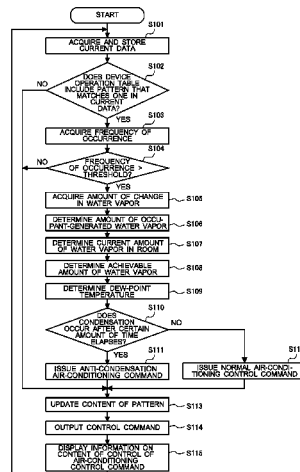 START
S101
ACQUIRE AND STORE
CURRENT DATA
S102
DOES DEVICE
OPERATION TABLE
INCLUDE PATTERN THAT
MATCHES ONE IN
CURRENT
DATA?
NO
YES
S103
ACQUIRE FREQUENCY OF
OCCURRENCE
S104
FREQUENCY
OF OCCURRENCE >
THRESHOLD?
NO
YES
ACQUIRE AMOUNT OF CHANGE
IN WATER VAPOR
S105
DETERMINE AMOUNT OF OCCU-
PANT-GENERATED WATER VAPOR
S106
DETERMINE CURRENT AMOUNT
OF WATER VAPOR IN ROOM
S107
DETERMINE ACHIEVABLE
AMOUNT OF WATER VAPOR
S108
DETERMINE DEW-POINT
TEMPERATURE
S109
S110
DOES
CONDENSATION
OCCUR AFTER CERTAIN
AMOUNT OF TIME
ELAPSES?
NO
YES
S111
ISSUE ANTI-CONDENSATION
AIR-CONDITIONING COMMAND
S11
ISSUE NORMAL AIR-CONDI-
TIONING CONTROL COMMAND
UPDATE CONTENT OF PATTERN
S113
OUTPUT CONTROL COMMAND
S114
DISPLAY INFORMATION ON
CONTENT OF CONTROL OF
AIR-CONDITIONING
CONTROL COMMAND
S115